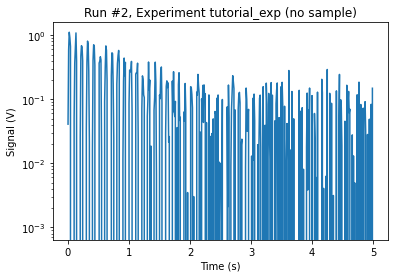 Run #2, Experiment tutorial_exp (no sample)
Signal (V)
10⁰
10⁻¹
10⁻²
10⁻³
0 1 2 3 4 5
Time (s)